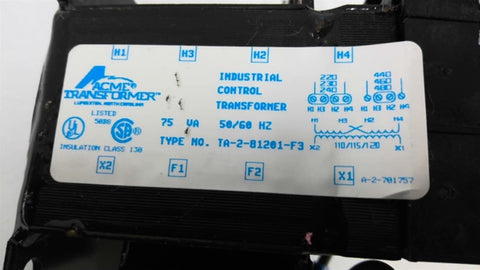 H1 H3 H2 H4
ACME
TRANSFORMER™
LUMBERTON, NORTH CAROLINA
INDUSTRIAL
CONTROL
TRANSFORMER
LISTED
508B
75 VA 50/60 HZ
INSULATION CLASS 130
TYPE NO. TA-2-81201-F3
X2 F1 F2 X1
220 440
230 460
240 480
H1 H3 H2 H4 H1 H3 H2 H4
H1 H3 H2 H4
X2 110/115/120 X1
A-2-701757